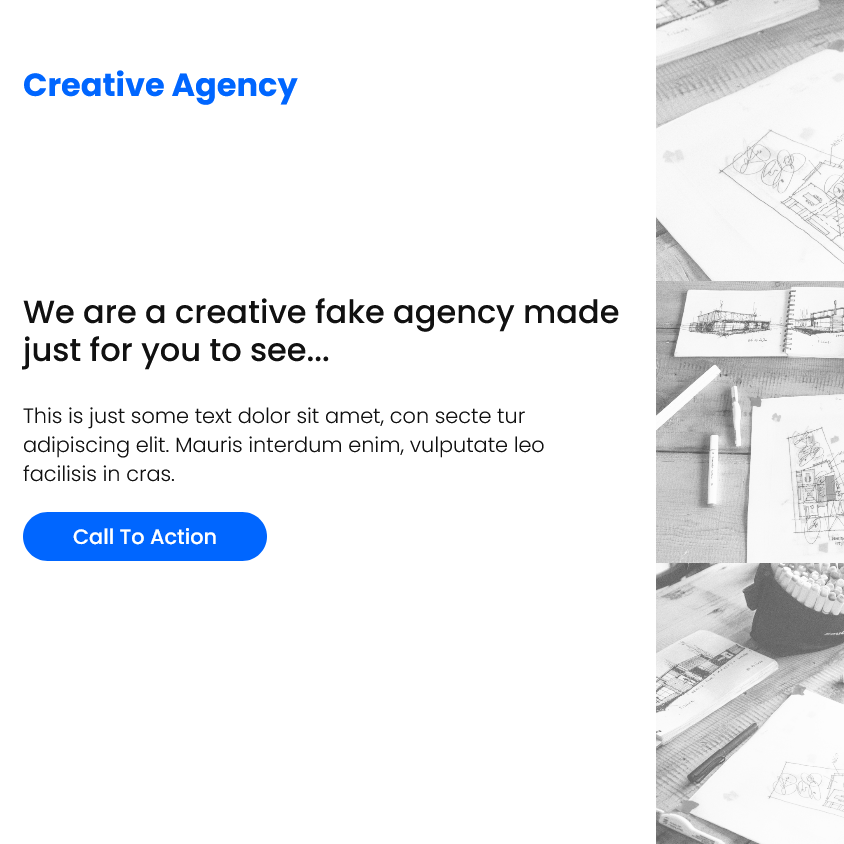 Creative Agency
We are a creative fake agency made
just for you to see...
This is just some text dolor sit amet, con secte tur
adipiscing elit. Mauris interdum enim, vulputate leo
facilisis in cras.
Call To Action